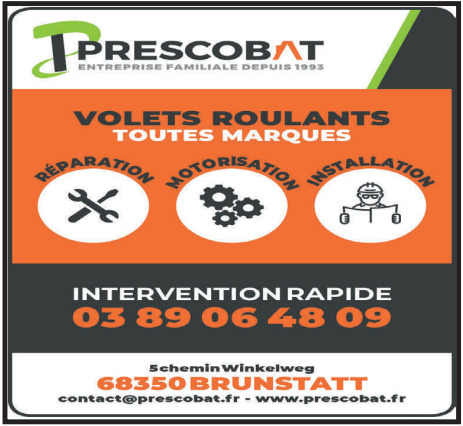 PRESCOBAT
ENTREPRISE FAMILIALE DEPUIS 1993
VOLETS ROULANTS
TOUTES MARQUES
RÉPARATION
MOTORISATION
INSTALLATION
INTERVENTION RAPIDE
03 89 06 48 09
5 chemin Winkelweg
68350 BRUNSTATT
contact@prescobat.fr - www.prescobat.fr